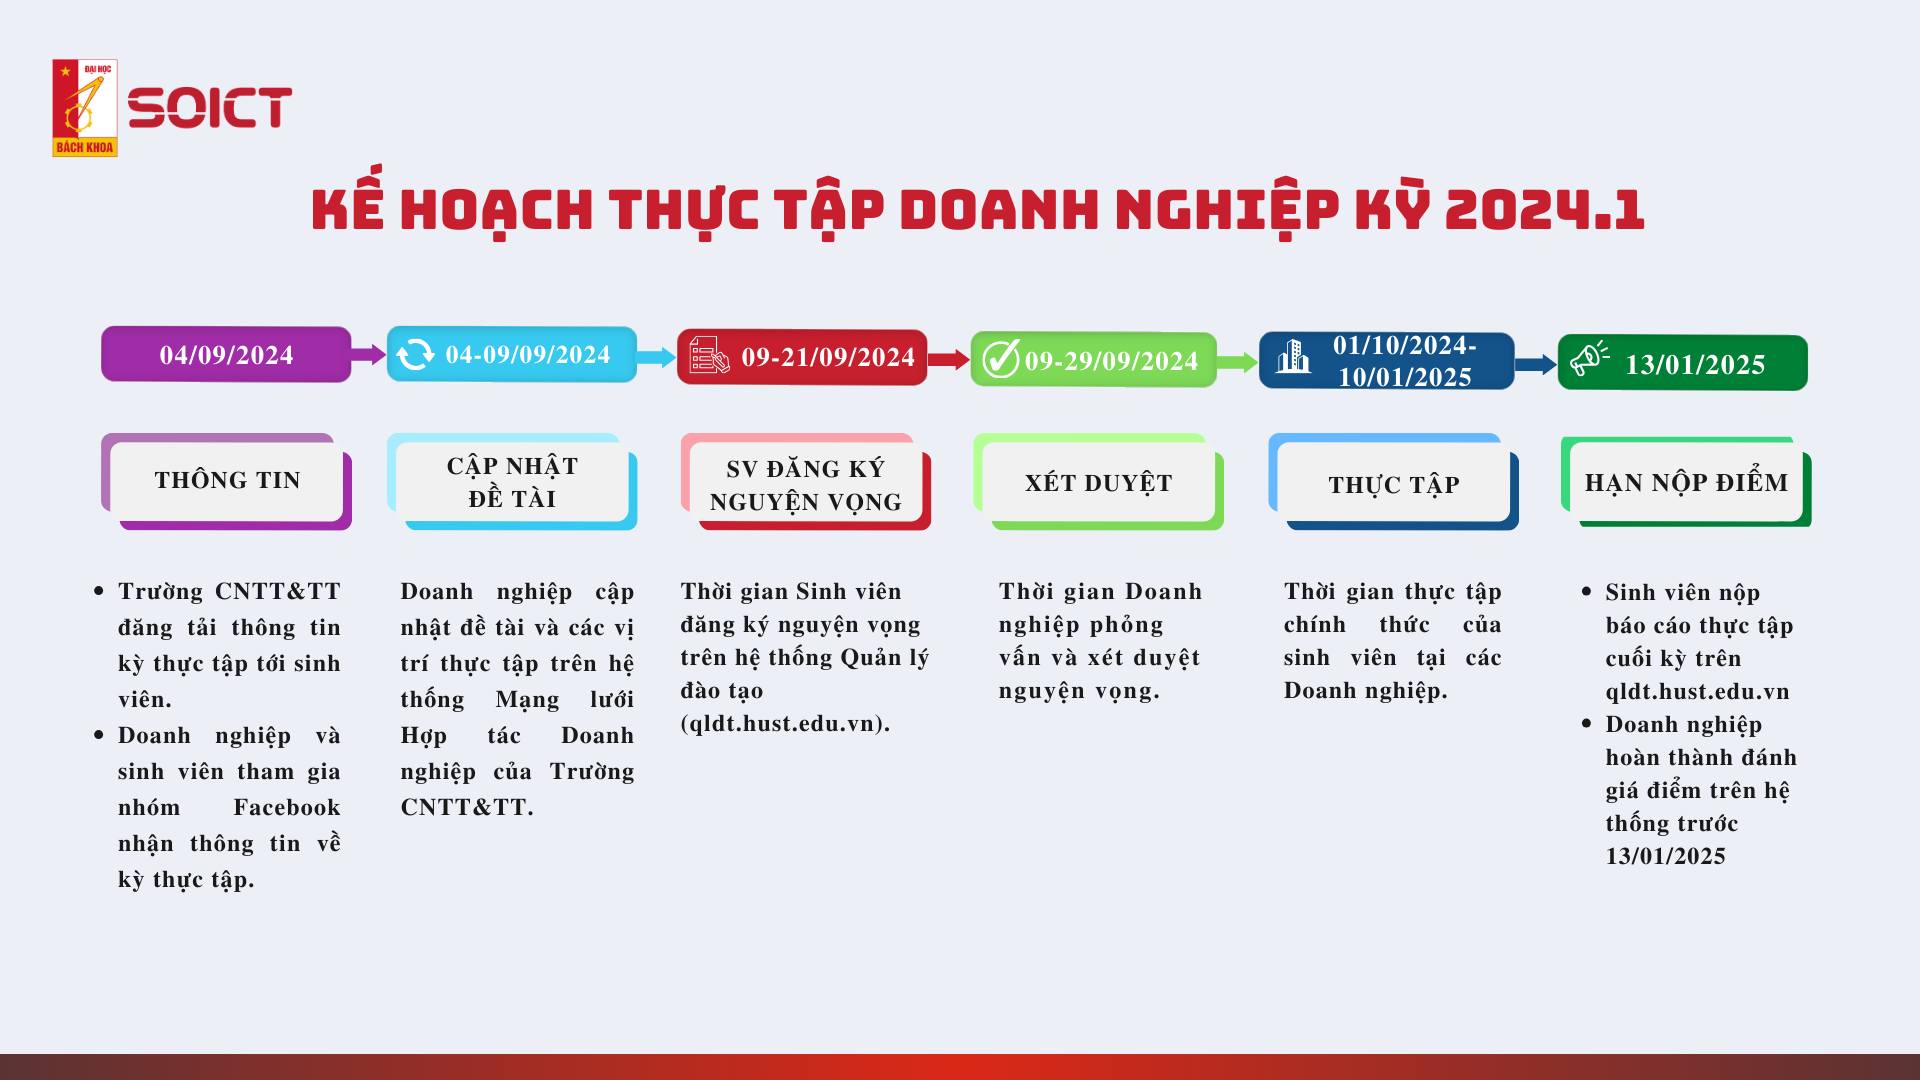 ĐẠI HỌC
BÁCH KHOA
SOICT
KẾ HOẠCH THỰC TẬP DOANH NGHIỆP KỲ 2024.1
04/09/2024
THÔNG TIN
Trường CNTT&TT
đăng tải thông tin
kỳ thực tập tới sinh
viên.
Doanh nghiệp và
sinh viên tham gia
nhóm Facebook
nhận thông tin về
kỳ thực tập.
04-09/09/2024
CẬP NHẬT
ĐỀ TÀI
Doanh nghiệp cập
nhật đề tài và các vị
trí thực tập trên hệ
thống Mạng lưới
Hợp tác Doanh
nghiệp của Trường
CNTT&TT.
09-21/09/2024
SV ĐĂNG KÝ
NGUYỆN VỌNG
Thời gian Sinh viên
đăng ký nguyện vọng
trên hệ thống Quản lý
đào tạo
(qldt.hust.edu.vn).
09-29/09/2024
XÉT DUYỆT
Thời gian Doanh
nghiệp phỏng
vấn và xét duyệt
nguyện vọng.
01/10/2024-
10/01/2025
THỰC TẬP
Thời gian thực tập
chính thức của
sinh viên tại các
Doanh nghiệp.
13/01/2025
HẠN NỘP ĐIỂM
Sinh viên nộp
báo cáo thực tập
cuối kỳ trên
qldt.hust.edu.vn
Doanh nghiệp
hoàn thành đánh
giá điểm trên hệ
thống trước
13/01/2025